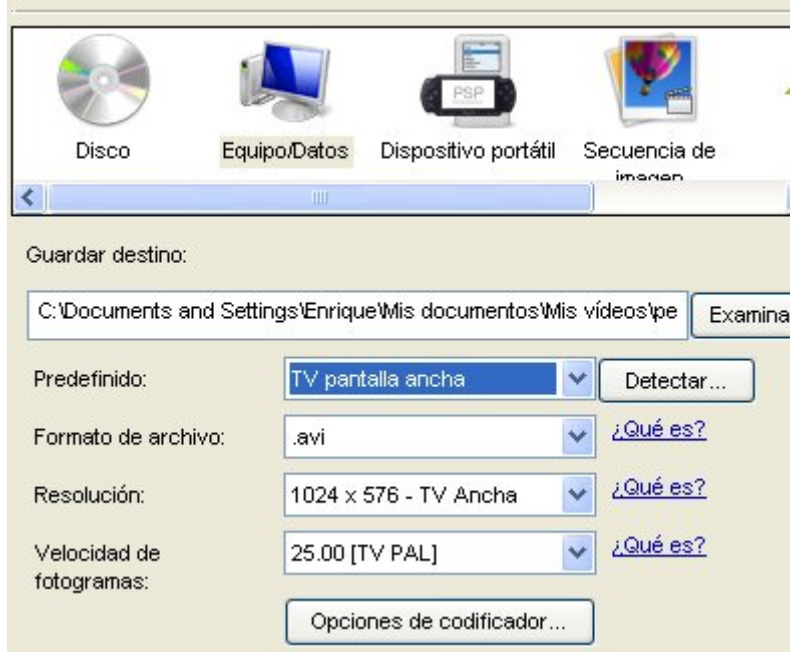 PSP
Disco
Equipo/Datos
Dispositivo portátil
Secuencia de
imagen
Guardar destino:
C:\Documents and Settings\Enrique\Mis documentos\Mis vídeos\pe
Examina
Predefinido:
TV pantalla ancha
Detectar...
Formato de archivo:
.avi
¿Qué es?
Resolución:
1024 x 576 - TV Ancha
¿Qué es?
Velocidad de
fotogramas:
25.00 [TV PAL]
¿Qué es?
Opciones de codificador...